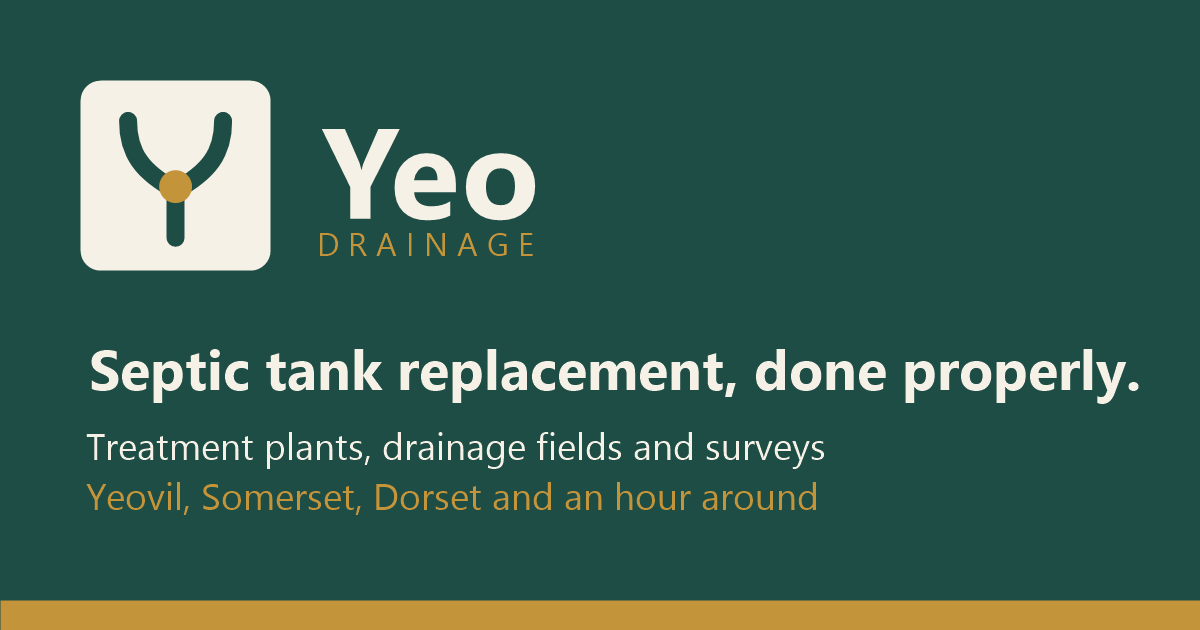 Yeo
DRAINAGE
Septic tank replacement, done properly.
Treatment plants, drainage fields and surveys
Yeovil, Somerset, Dorset and an hour around